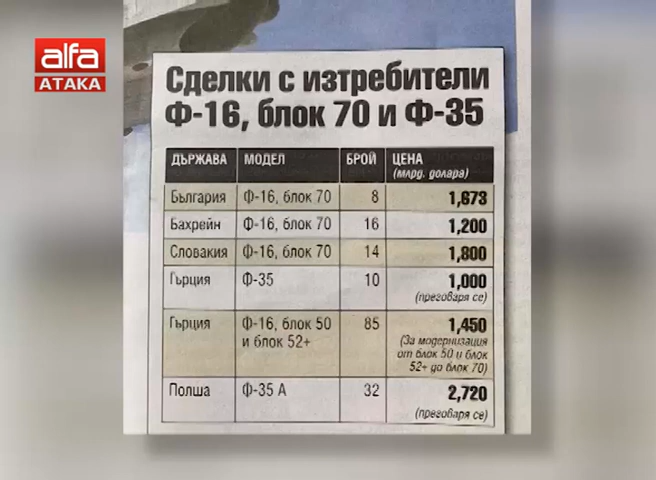 alfa
АТАКА
Сделки с изтребители
Ф-16, блок 70 и Ф-35
ДЪРЖАВА МОДЕЛ БРОЙ ЦЕНА
(млрд. долара)
България Ф-16, блок 70 8 1,673
Бахрейн Ф-16, блок 70 16 1,200
Словакия Ф-16, блок 70 14 1,800
Гърция Ф-35 10 1,000
(преговаря се)
Гърция Ф-16, блок 50 85 1,450
и блок 52+ (За модернизация
от блок 50 и блок
52+ до блок 70)
Полша Ф-35 А 32 2,720
(преговаря се)